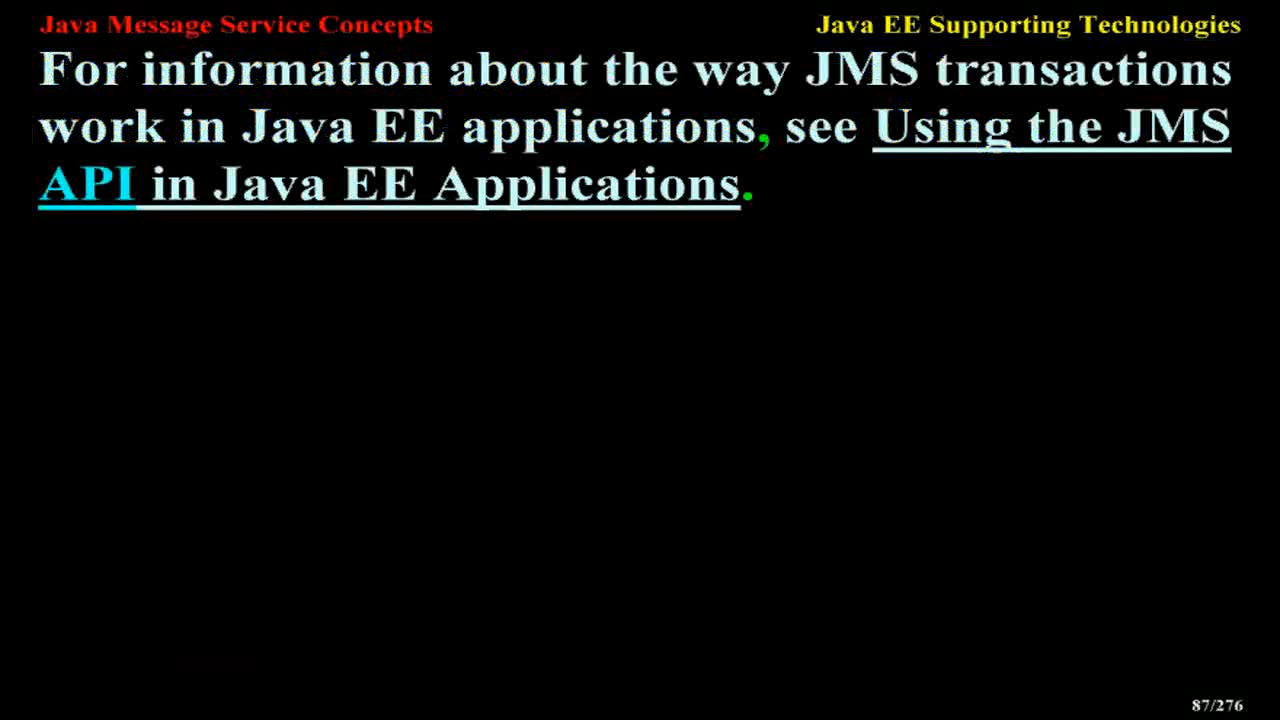 Java Message Service Concepts Java EE Supporting Technologies
For information about the way JMS transactions
work in Java EE applications, see Using the JMS
API in Java EE Applications.
87/276